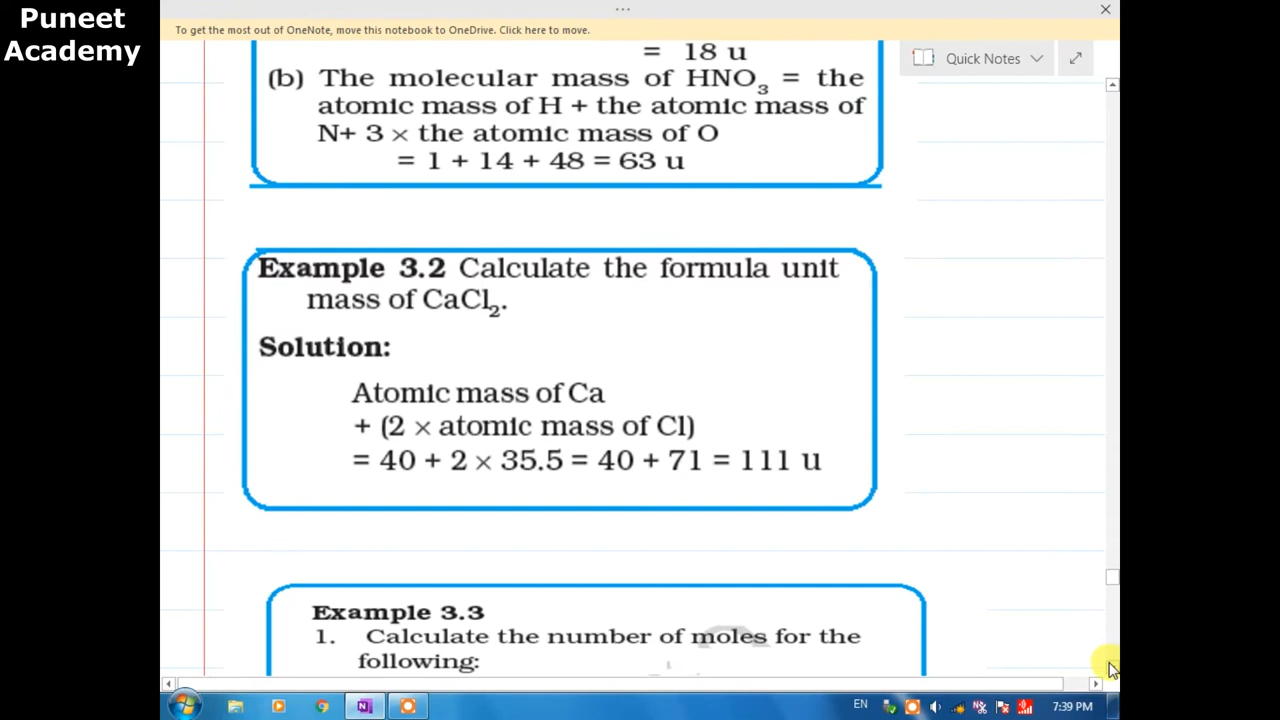 Puneet
Academy
To get the most out of OneNote, move this notebook to OneDrive. Click here to move.
Quick Notes
= 18 u
(b) The molecular mass of HNO₃ = the
atomic mass of H + the atomic mass of
N+ 3 × the atomic mass of O
= 1 + 14 + 48 = 63 u
Example 3.2 Calculate the formula unit
mass of CaCl₂.
Solution:
Atomic mass of Ca
+ (2 × atomic mass of Cl)
= 40 + 2 × 35.5 = 40 + 71 = 111 u
Example 3.3
1. Calculate the number of moles for the
following:
EN
7:39 PM